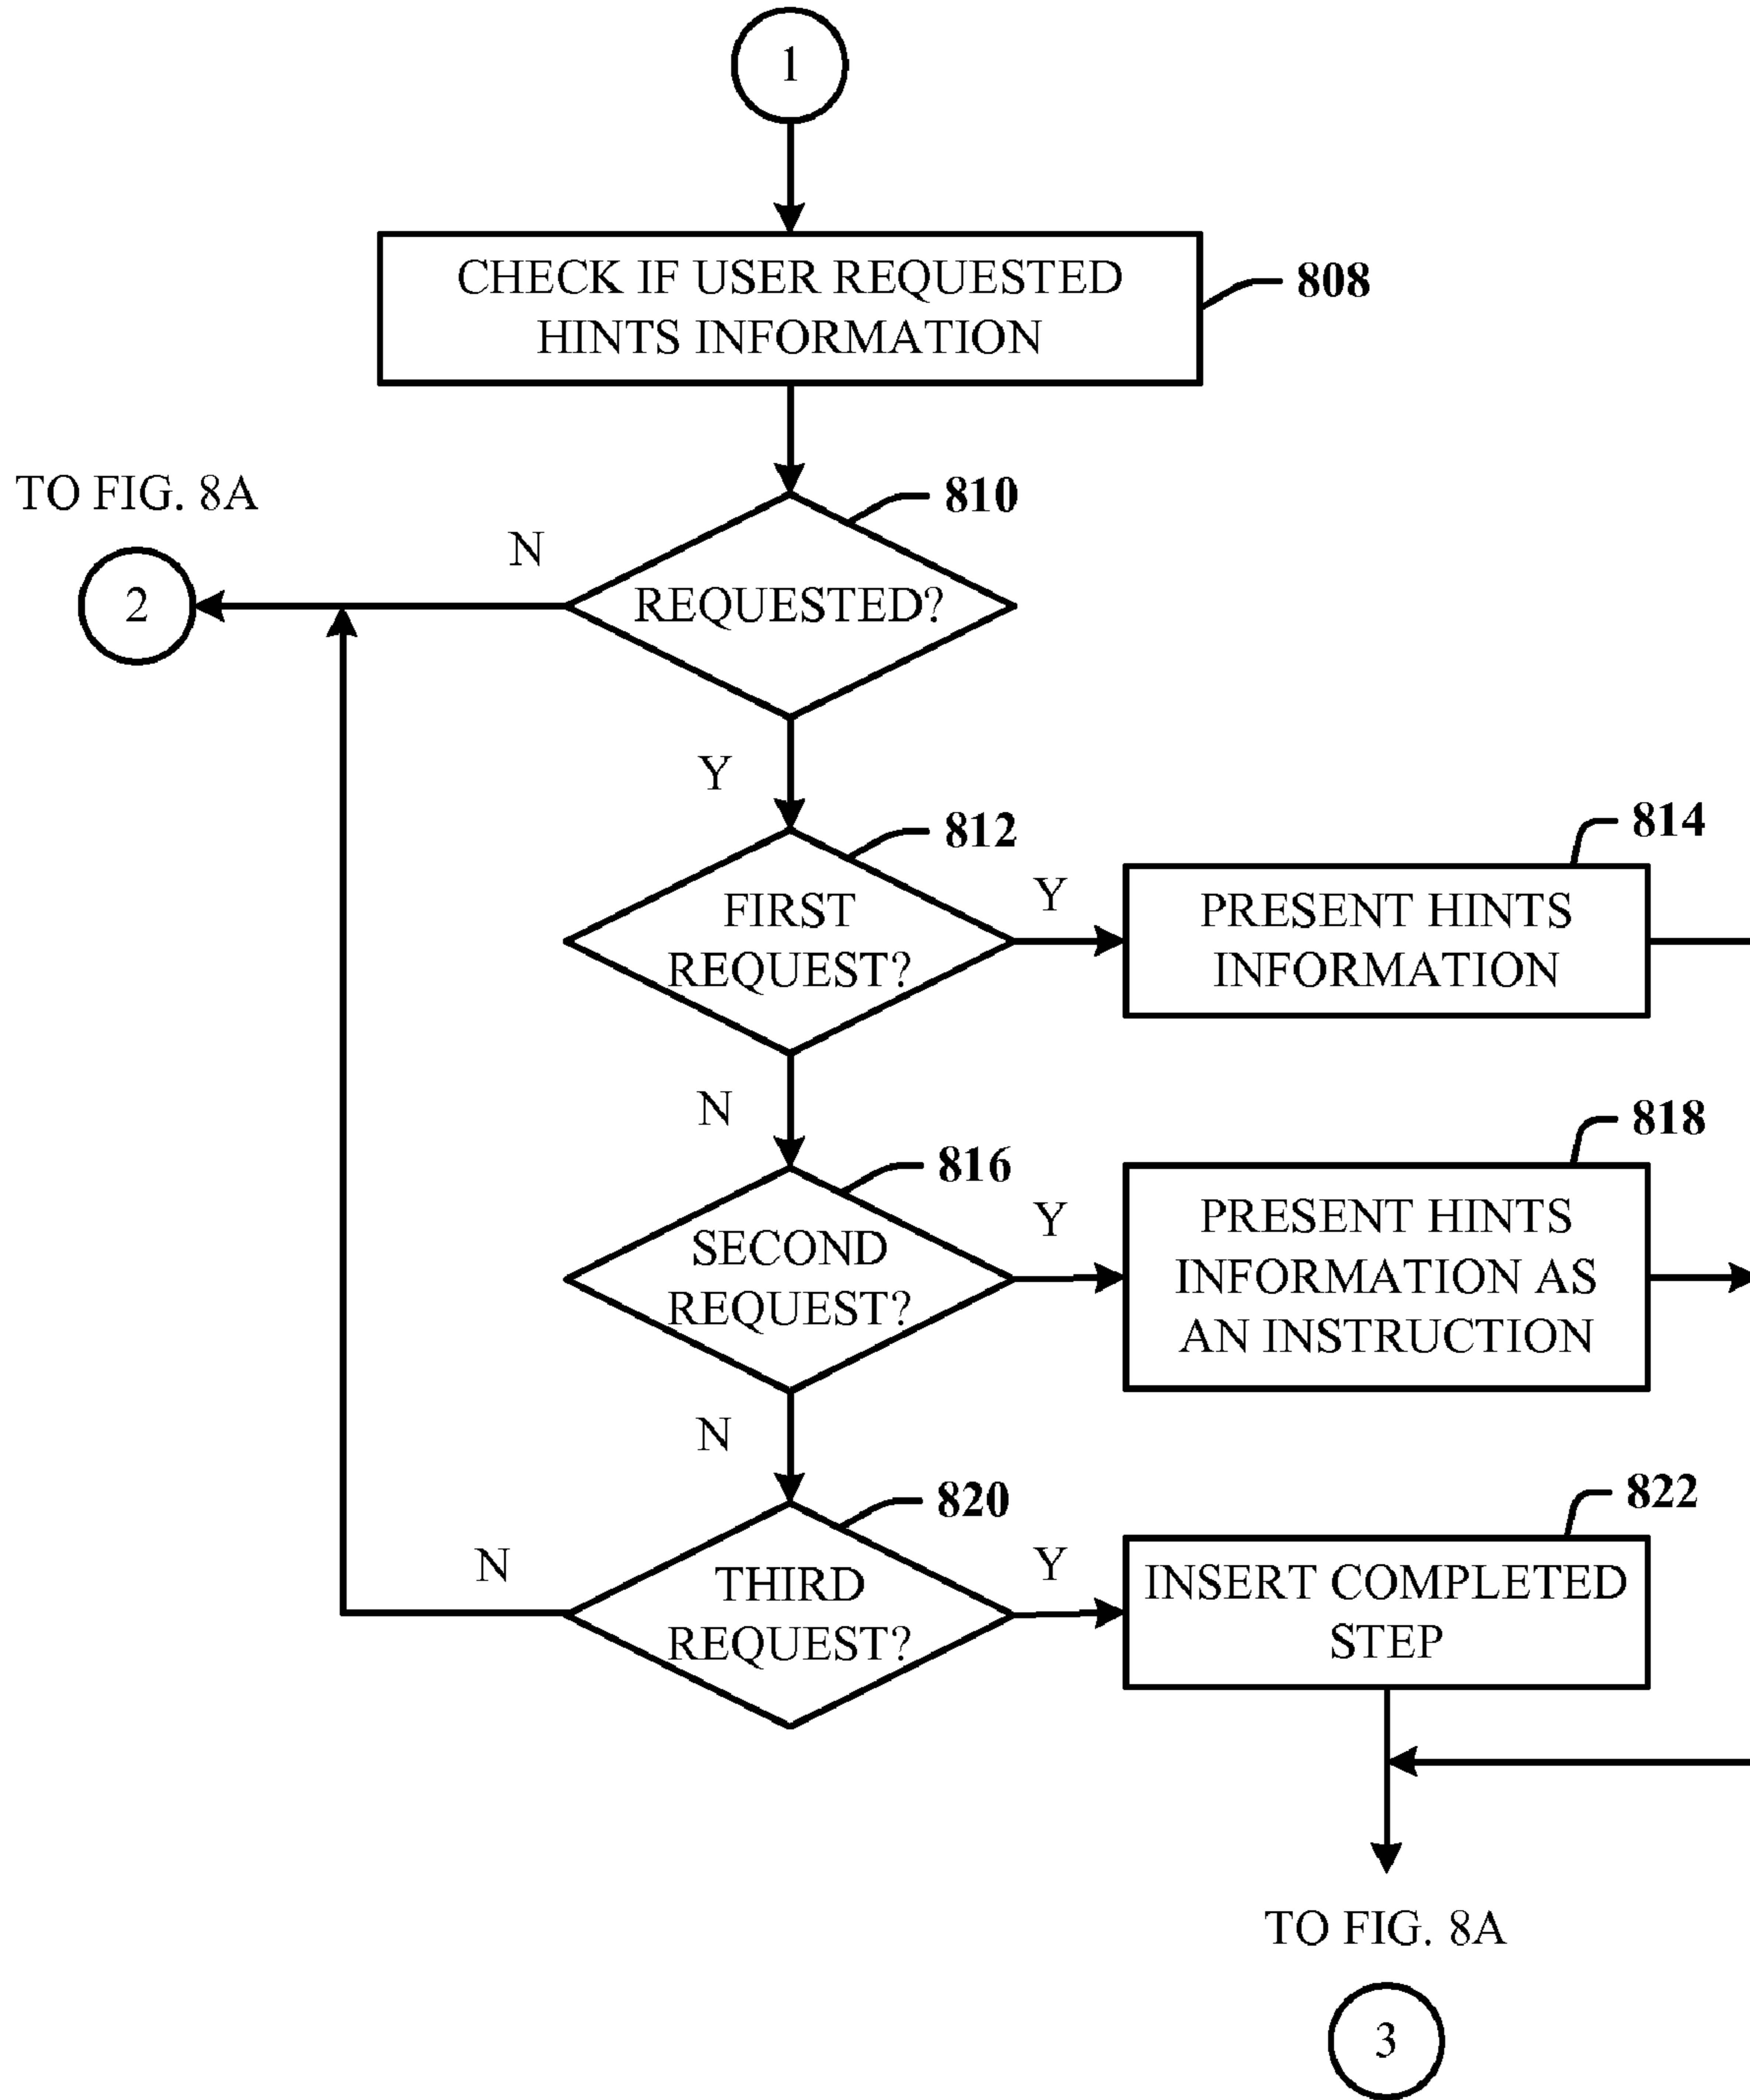 1
CHECK IF USER REQUESTED
HINTS INFORMATION
808
TO FIG. 8A
2
N
810
REQUESTED?
Y
812
FIRST
REQUEST?
Y
814
PRESENT HINTS
INFORMATION
N
816
SECOND
REQUEST?
Y
818
PRESENT HINTS
INFORMATION AS
AN INSTRUCTION
N
820
THIRD
REQUEST?
N
Y
822
INSERT COMPLETED
STEP
TO FIG. 8A
3